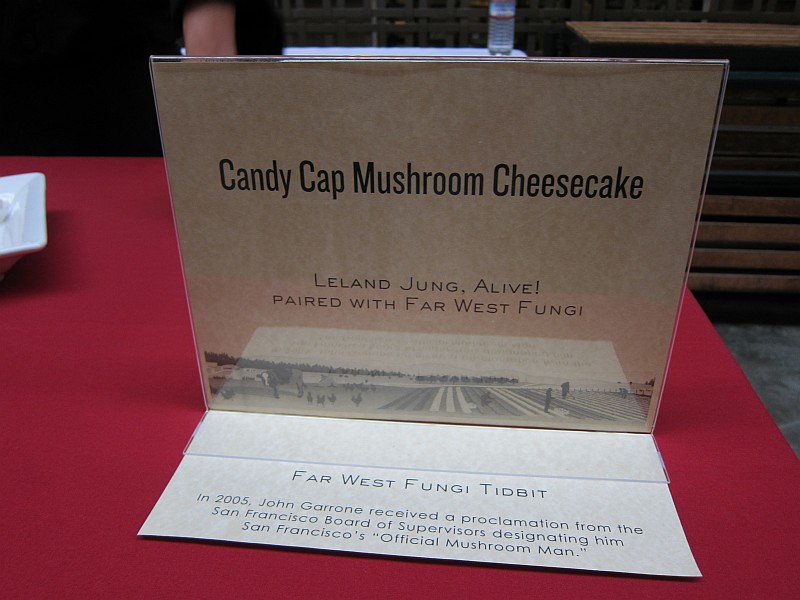 Candy Cap Mushroom Cheesecake
Leland Jung, Alive!
paired with Far West Fungi
Far West Fungi Tidbit
In 2005, John Garrone received a proclamation from the
San Francisco Board of Supervisors designating him
San Francisco's "Official Mushroom Man."